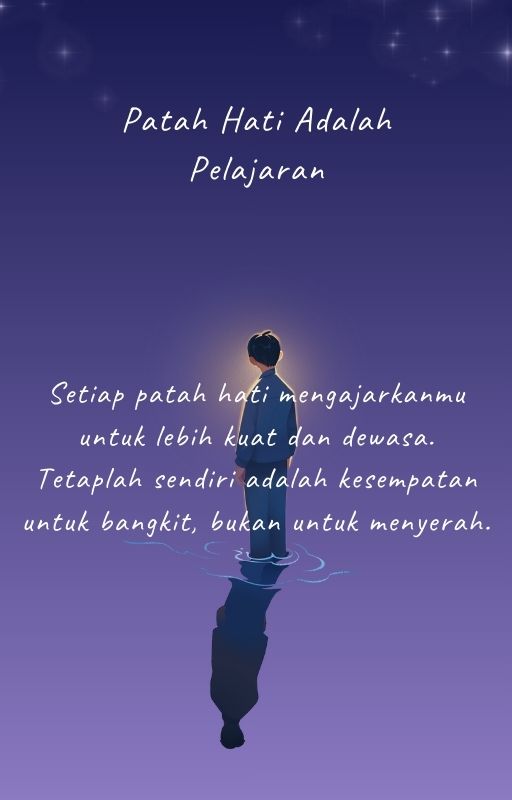 Patah Hati Adalah
Pelajaran
Setiap patah hati mengajarkanmu
untuk lebih kuat dan dewasa.
Tetaplah sendiri adalah kesempatan
untuk bangkit, bukan untuk menyerah.